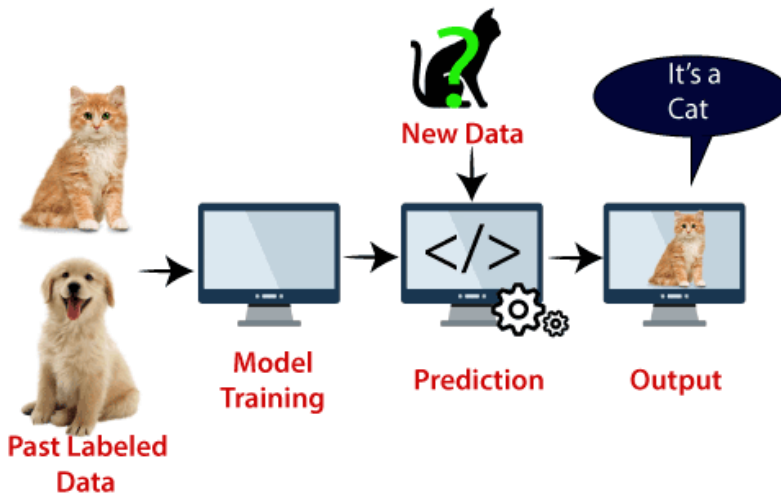 It's a
Cat
?
New Data
</>
Model
Training
Prediction
Output
Past Labeled
Data